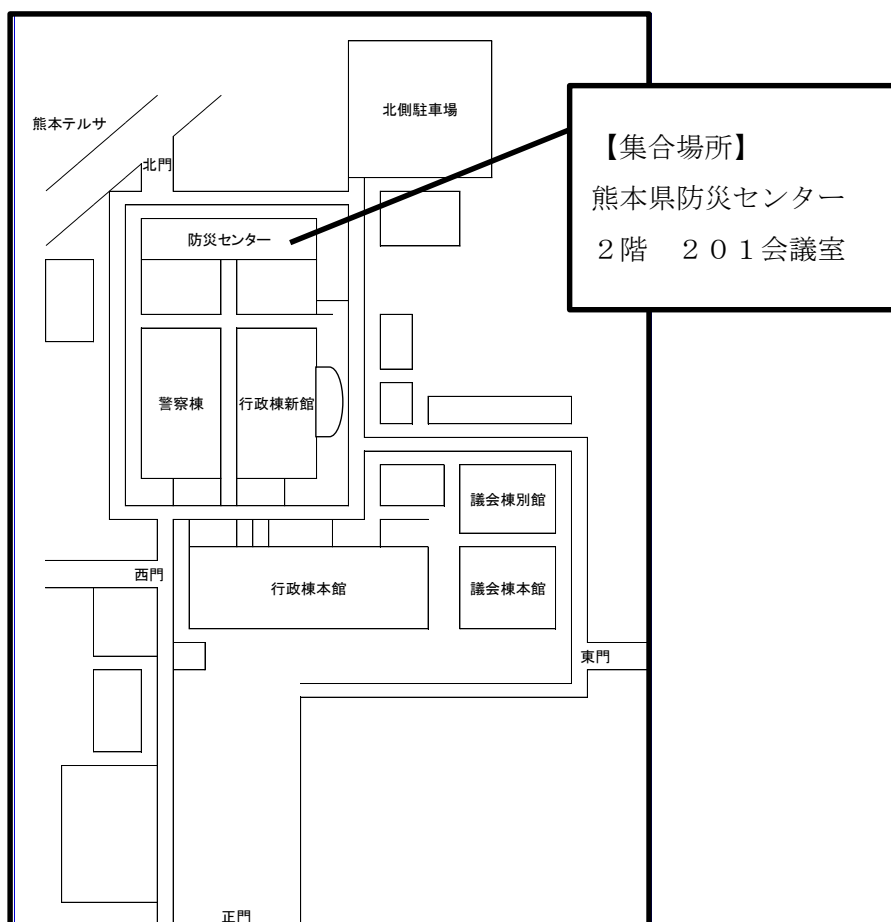 北側駐車場
熊本テルサ
北門
【集合場所】
熊本県防災センター
２階　２０１会議室
防災センター
警察棟
行政棟新館
議会棟別館
西門
行政棟本館
議会棟本館
東門
正門